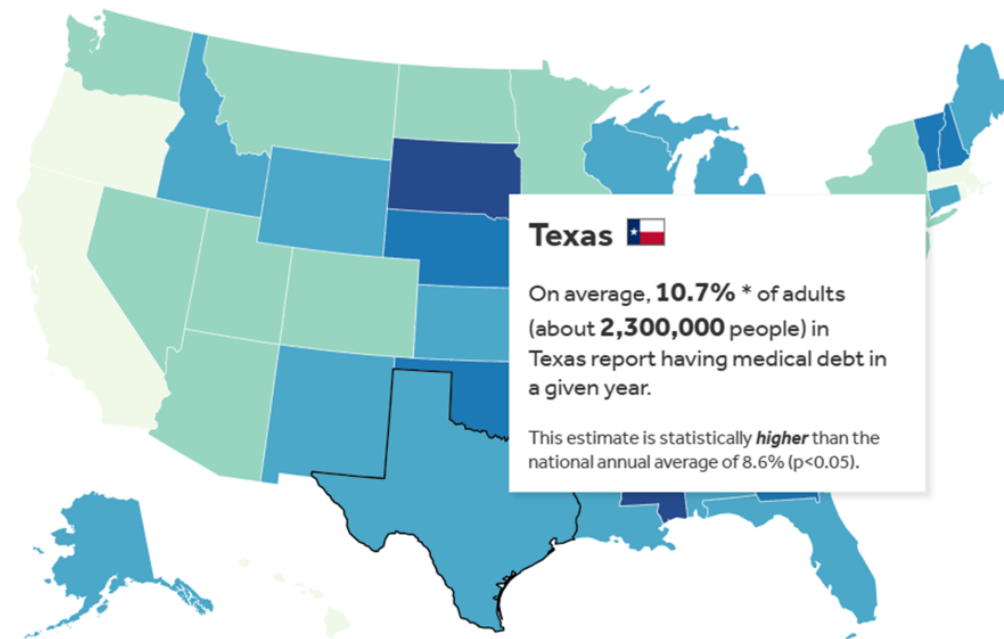 Texas
On average, 10.7% * of adults
(about 2,300,000 people) in
Texas report having medical debt in
a given year.
This estimate is statistically higher than the
national annual average of 8.6% (p<0.05).